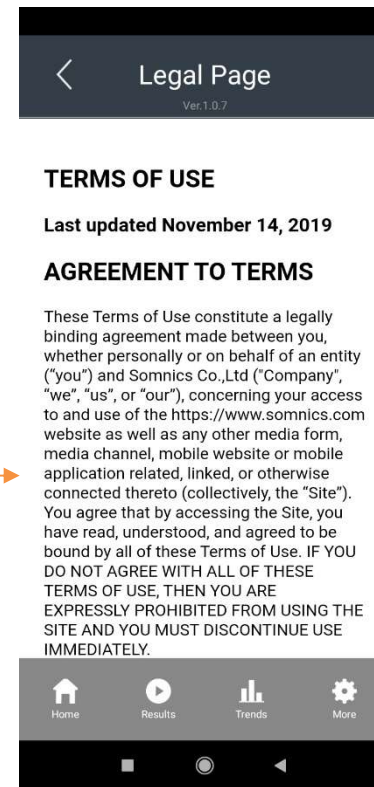 Legal Page
Ver.1.0.7
TERMS OF USE
Last updated November 14, 2019
AGREEMENT TO TERMS
These Terms of Use constitute a legally
binding agreement made between you,
whether personally or on behalf of an entity
(“you”) and Somnics Co.,Ltd ("Company",
“we”, “us”, or “our”), concerning your access
to and use of the https://www.somnics.com
website as well as any other media form,
media channel, mobile website or mobile
application related, linked, or otherwise
connected thereto (collectively, the “Site”).
You agree that by accessing the Site, you
have read, understood, and agreed to be
bound by all of these Terms of Use. IF YOU
DO NOT AGREE WITH ALL OF THESE
TERMS OF USE, THEN YOU ARE
EXPRESSLY PROHIBITED FROM USING THE
SITE AND YOU MUST DISCONTINUE USE
IMMEDIATELY.
Home Results Trends More